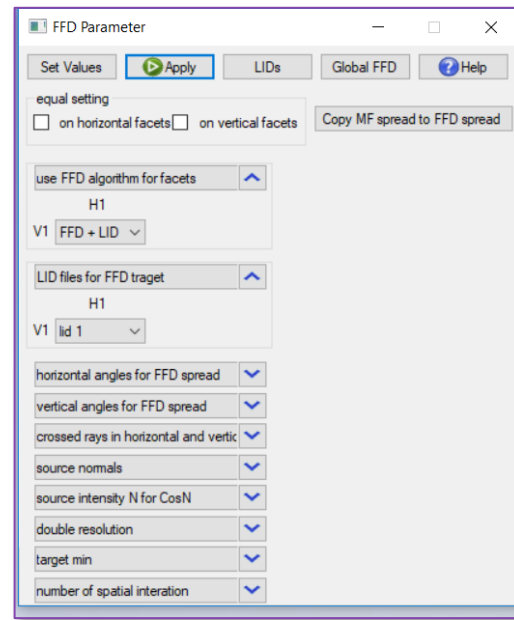 FFD Parameter
Set Values Apply LIDs Global FFD Help
equal setting
on horizontal facets on vertical facets Copy MF spread to FFD spread
use FFD algorithm for facets
H1
V1 FFD + LID
LID files for FFD traget
H1
V1 lid 1
horizontal angles for FFD spread
vertical angles for FFD spread
crossed rays in horizontal and vertic
source normals
source intensity N for CosN
double resolution
target min
number of spatial interation